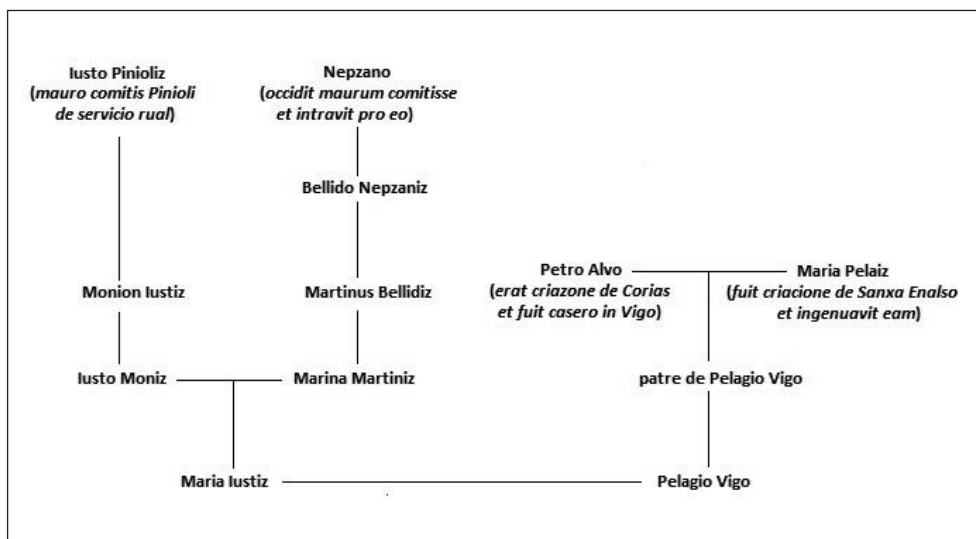 Iusto Pinioliz
(mauro comitis Pinioli
de servicio rual)
Nepzano
(occidit maurum comitisse
et intravit pro eo)
Bellido Nepzaniz
Petro Alvo
(erat criazone de Corias
et fuit casero in Vigo)
Maria Pelaiz
(fuit criacione de Sanxa Enalso
et ingenuavit eam)
Monion Iustiz
Martinus Bellidiz
Iusto Moniz
Marina Martiniz
patre de Pelagio Vigo
Maria Iustiz
Pelagio Vigo